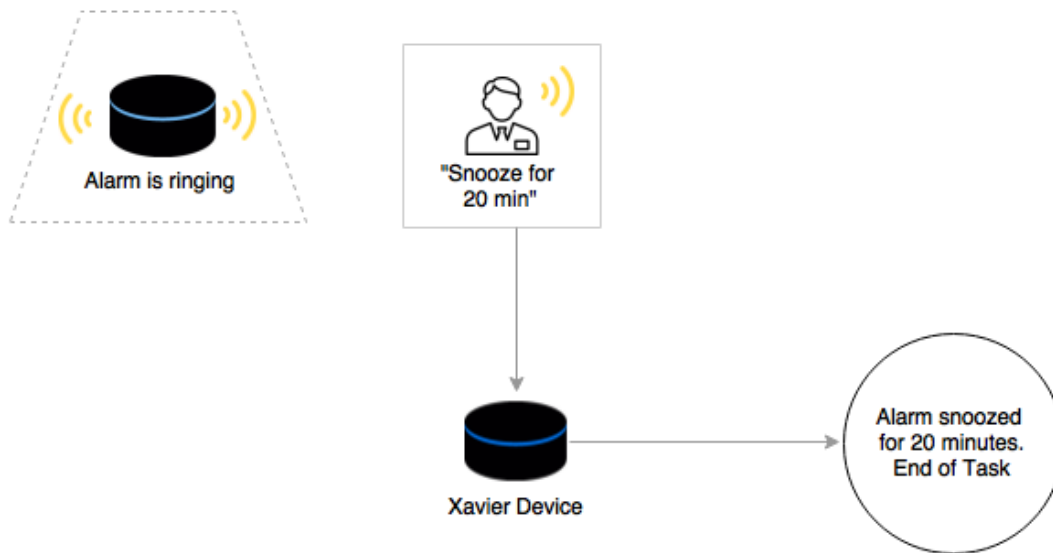 Alarm is ringing
"Snooze for
20 min"
Xavier Device
Alarm snoozed
for 20 minutes.
End of Task